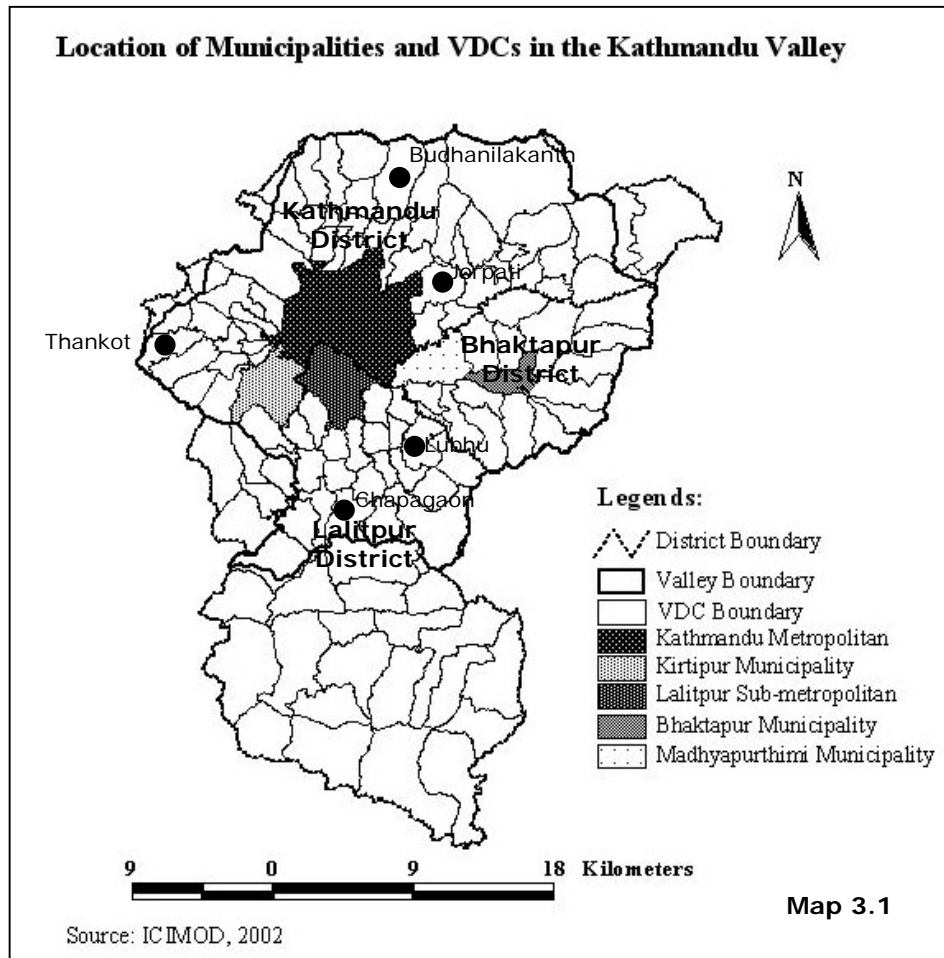 Location of Municipalities and VDCs in the Kathmandu Valley
Budhanilakanth
N
Kathmandu
District
Jorpati
Thankot
Bhaktapur
District
Lubhu
Chapagaon
Lalitpur
District
Legends:
District Boundary
Valley Boundary
VDC Boundary
Kathmandu Metropolitan
Kirtipur Municipality
Lalitpur Sub-metropolitan
Bhaktapur Municipality
Madhyapurthimi Municipality
9 0 9 18 Kilometers
Map 3.1
Source: ICIMOD, 2002